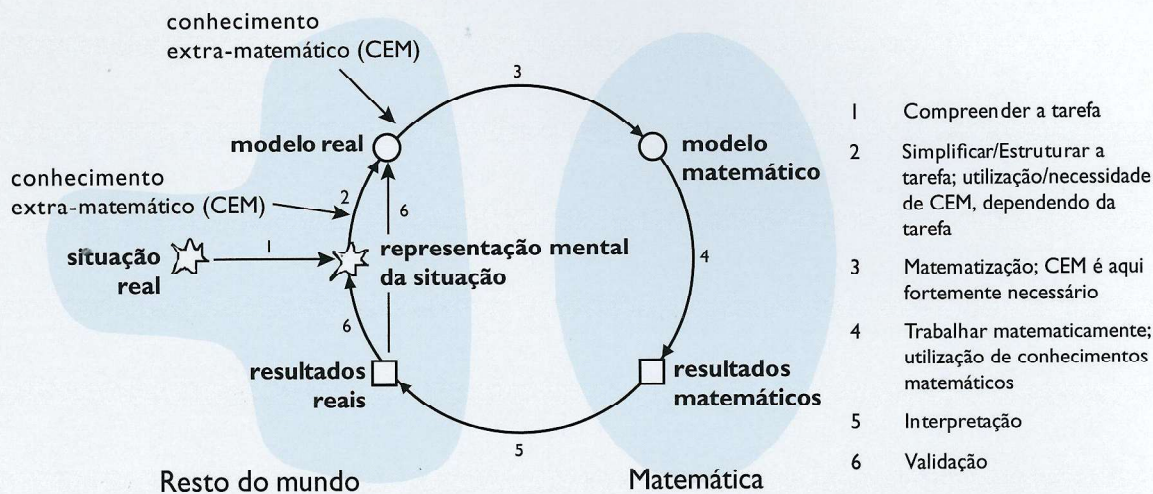 conhecimento
extra-matemático (CEM)
3
modelo real
modelo
matemático
conhecimento
extra-matemático (CEM)
2
6
situação
real
1
representação mental
da situação
4
6
resultados
reais
resultados
matemáticos
5
Resto do mundo
Matemática
1 Compreender a tarefa
2 Simplificar/Estruturar a
tarefa; utilização/necessidade
de CEM, dependendo da
tarefa
3 Matematização; CEM é aqui
fortemente necessário
4 Trabalhar matematicamente;
utilização de conhecimentos
matemáticos
5 Interpretação
6 Validação